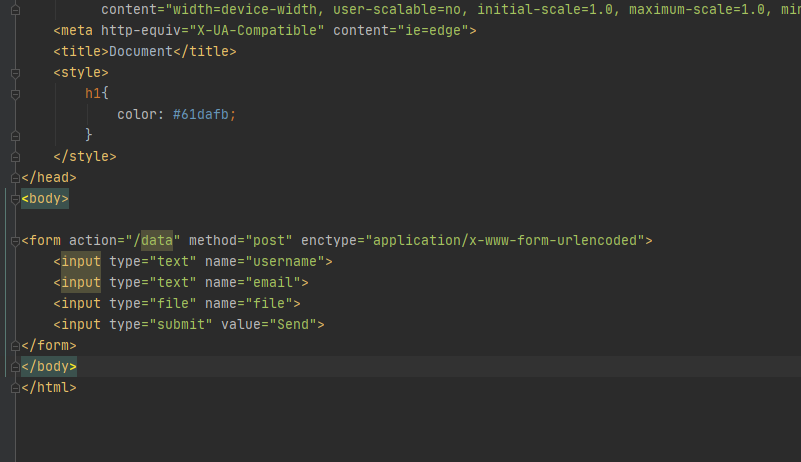 content="width=device-width, user-scalable=no, initial-scale=1.0, maximum-scale=1.0, min
<meta http-equiv="X-UA-Compatible" content="ie=edge">
<title>Document</title>
<style>
h1{
color: #61dafb;
}
</style>
</head>
<body>
<form action="/data" method="post" enctype="application/x-www-form-urlencoded">
<input type="text" name="username">
<input type="text" name="email">
<input type="file" name="file">
<input type="submit" value="Send">
</form>
</body>
</html>